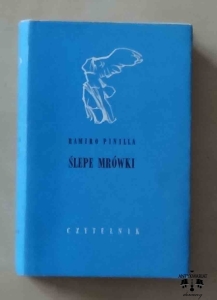 RAMIRO PINILLA
ŚLEPE MRÓWKI
CZYTELNIK